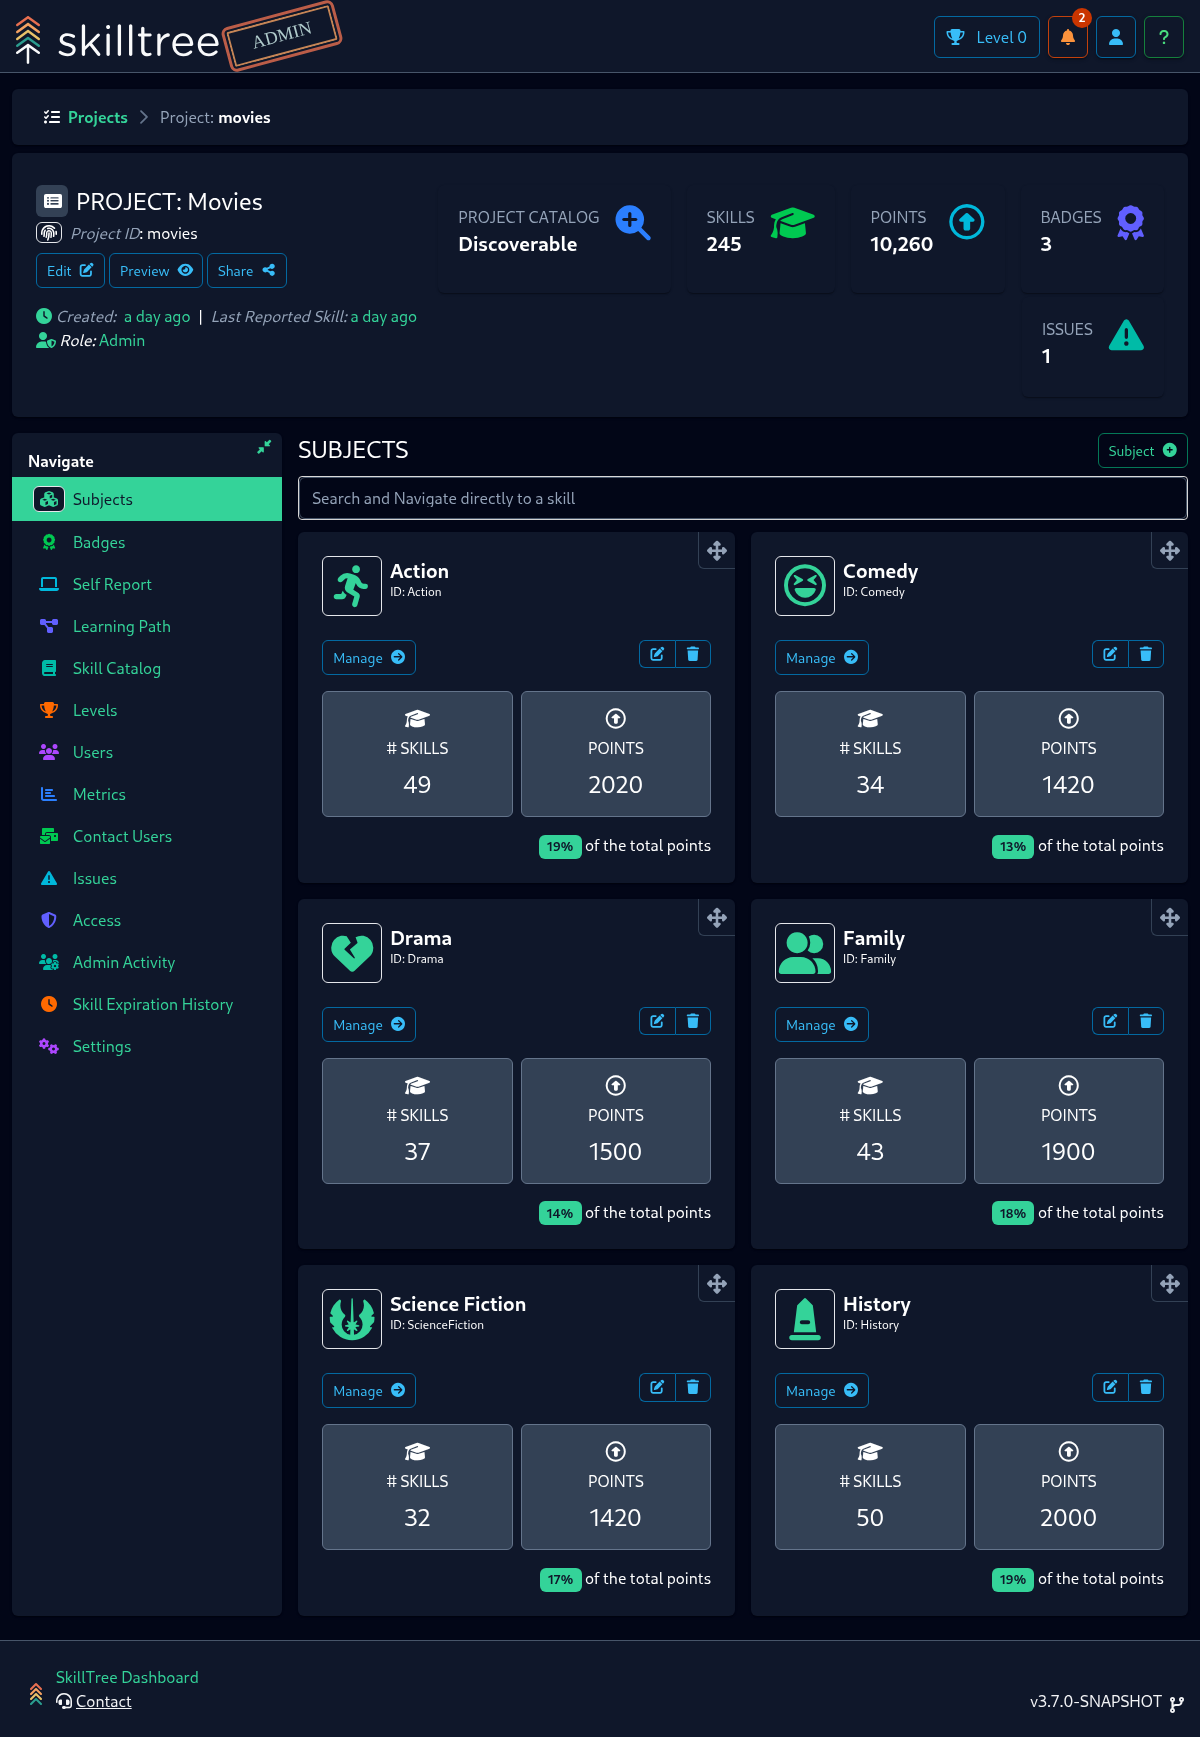 skilltree ADMIN
Level 0
2
?
Projects
Project: movies
PROJECT: Movies
Project ID: movies
Edit
Preview
Share
Created: a day ago | Last Reported Skill: a day ago
Role: Admin
PROJECT CATALOG
Discoverable
SKILLS
245
POINTS
10,260
BADGES
3
ISSUES
1
Navigate
Subjects
Badges
Self Report
Learning Path
Skill Catalog
Levels
Users
Metrics
Contact Users
Issues
Access
Admin Activity
Skill Expiration History
Settings
SUBJECTS
Subject
Search and Navigate directly to a skill
Action
ID: Action
Manage
# SKILLS
49
POINTS
2020
19% of the total points
Comedy
ID: Comedy
Manage
# SKILLS
34
POINTS
1420
13% of the total points
Drama
ID: Drama
Manage
# SKILLS
37
POINTS
1500
14% of the total points
Family
ID: Family
Manage
# SKILLS
43
POINTS
1900
18% of the total points
Science Fiction
ID: ScienceFiction
Manage
# SKILLS
32
POINTS
1420
17% of the total points
History
ID: History
Manage
# SKILLS
50
POINTS
2000
19% of the total points
SkillTree Dashboard
Contact
v3.7.0-SNAPSHOT